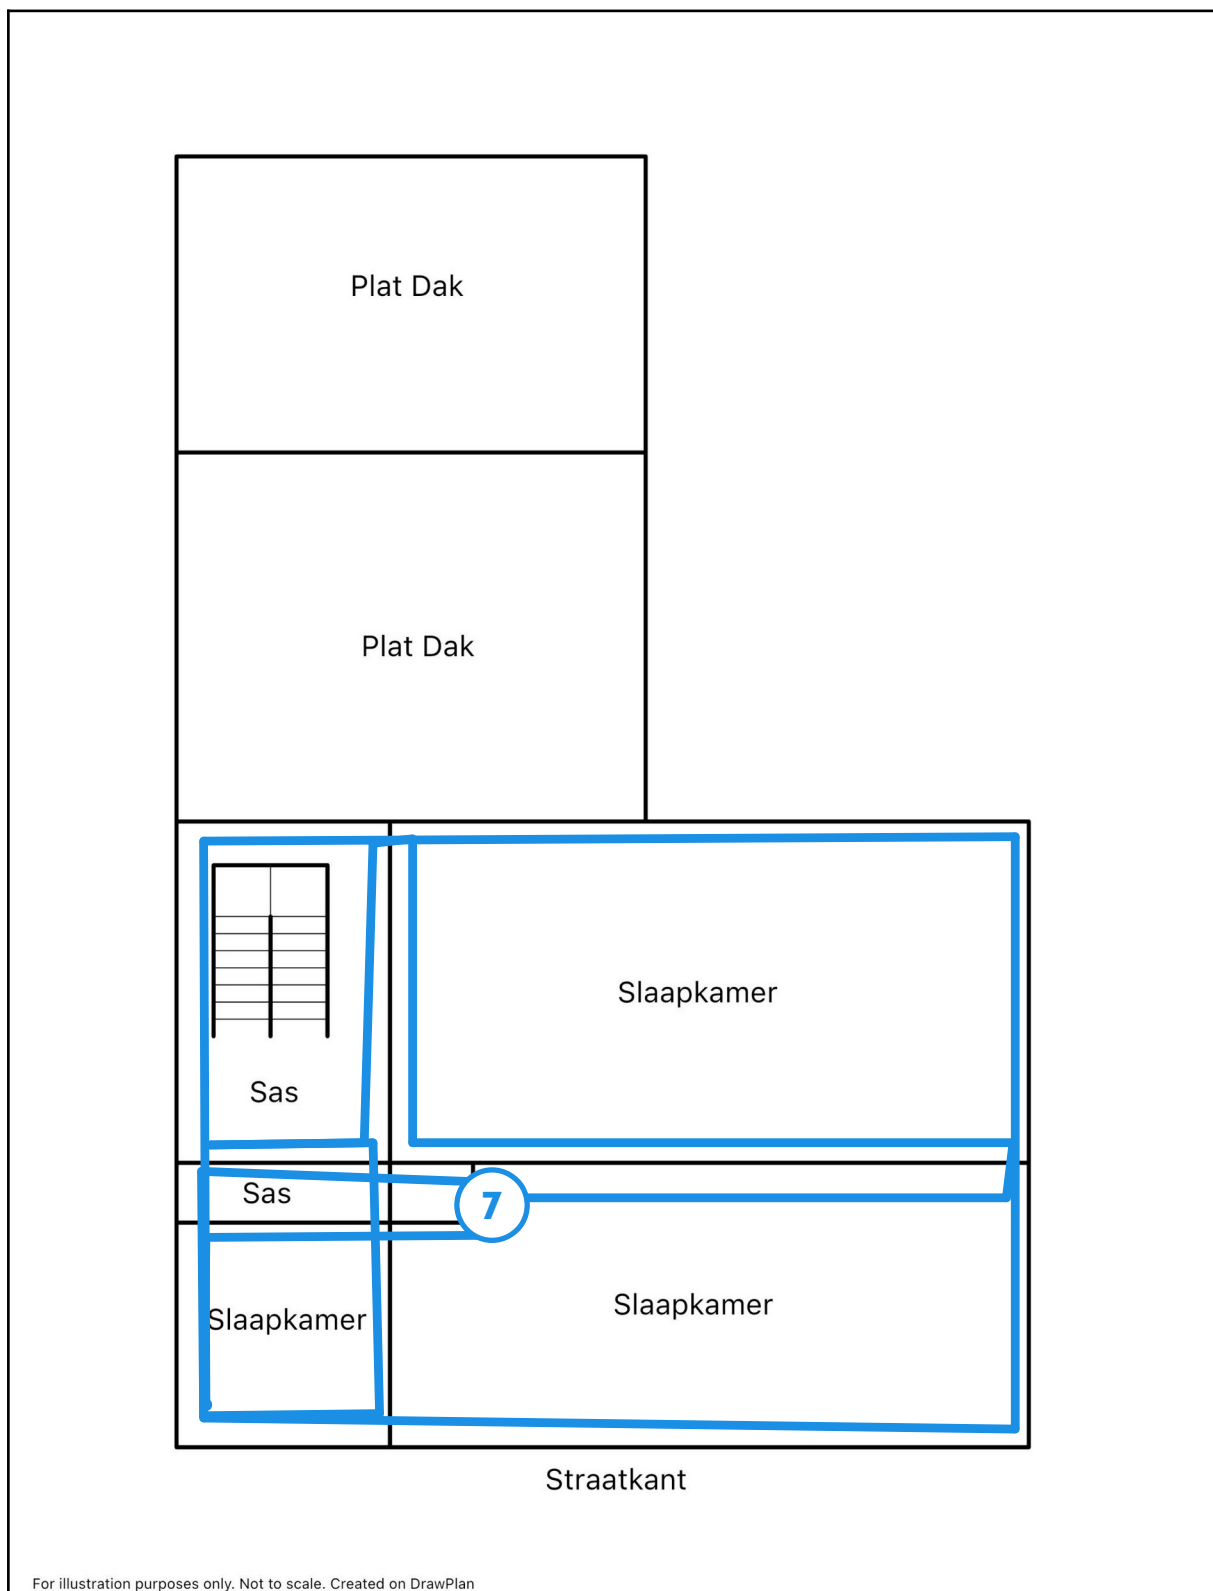 Plat Dak
Plat Dak
Slaapkamer
Sas
Sas
7
Slaapkamer
Slaapkamer
Straatkant
For illustration purposes only. Not to scale. Created on DrawPlan